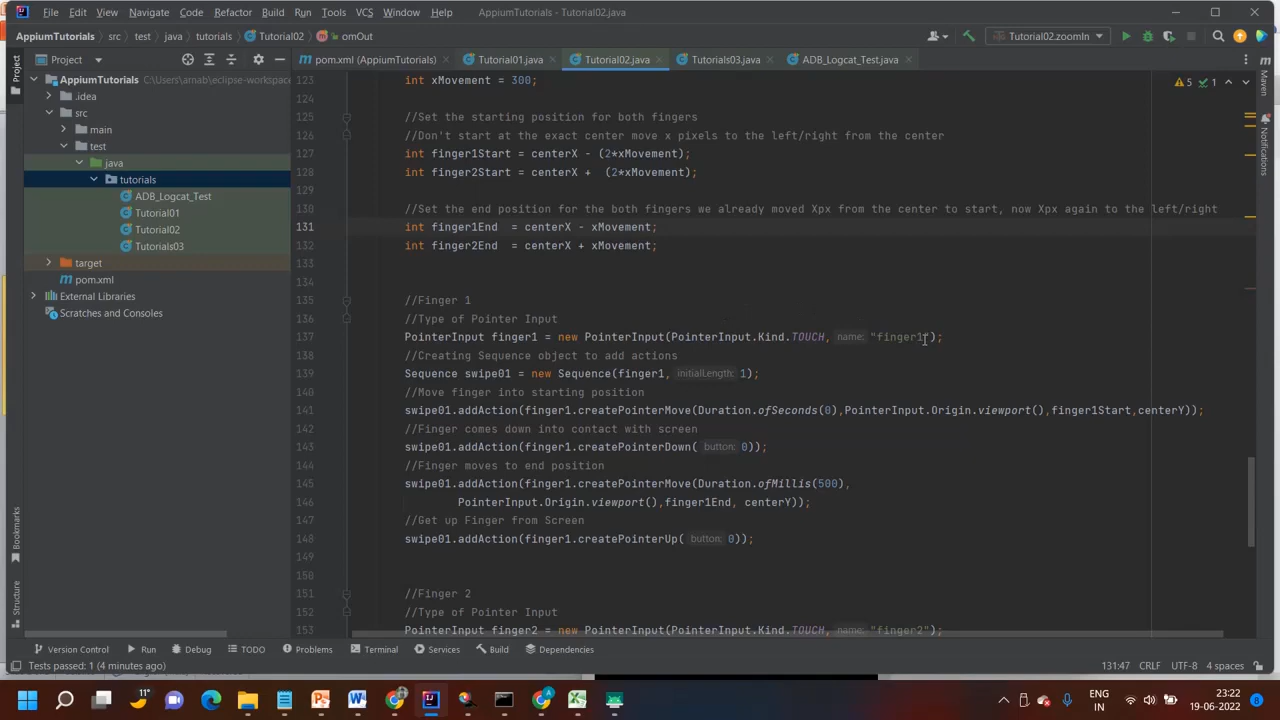 File Edit View Navigate Code Refactor Build Run Tools VCS Window Help AppiumTutorials - Tutorial02.java
AppiumTutorials src test java tutorials Tutorial02 omOut Tutorial02.zoomIn
Project
pom.xml (AppiumTutorials) Tutorial01.java Tutorial02.java Tutorials03.java ADB_Logcat_Test.java
AppiumTutorials C:\Users\arnab\eclipse-workspace
.idea
src
main
test
java
tutorials
ADB_Logcat_Test
Tutorial01
Tutorial02
Tutorials03
target
pom.xml
External Libraries
Scratches and Consoles
Project
Bookmarks
Structure
5 1
Maven
Notifications
123 int xMovement = 300;
124
125 //Set the starting position for both fingers
126 //Don't start at the exact center move x pixels to the left/right from the center
127 int finger1Start = centerX - (2*xMovement);
128 int finger2Start = centerX + (2*xMovement);
129
130 //Set the end position for the both fingers we already moved Xpx from the center to start, now Xpx again to the left/right
131 int finger1End = centerX - xMovement;
132 int finger2End = centerX + xMovement;
133
134
135 //Finger 1
136 //Type of Pointer Input
137 PointerInput finger1 = new PointerInput(PointerInput.Kind.TOUCH, name: "finger1");
138 //Creating Sequence object to add actions
139 Sequence swipe01 = new Sequence(finger1, initialLength: 1);
140 //Move finger into starting position
141 swipe01.addAction(finger1.createPointerMove(Duration.ofSeconds(0),PointerInput.Origin.viewport(),finger1Start,centerY));
142 //Finger comes down into contact with screen
143 swipe01.addAction(finger1.createPointerDown( button: 0));
144 //Finger moves to end position
145 swipe01.addAction(finger1.createPointerMove(Duration.ofMillis(500),
146 PointerInput.Origin.viewport(),finger1End, centerY));
147 //Get up Finger from Screen
148 swipe01.addAction(finger1.createPointerUp( button: 0));
149
150
151 //Finger 2
152 //Type of Pointer Input
153 PointerInput finger2 = new PointerInput(PointerInput.Kind.TOUCH, name: "finger2");
Version Control Run Debug TODO Problems Terminal Services Build Dependencies
Tests passed: 1 (4 minutes ago) 131:47 CRLF UTF-8 4 spaces
11°
ENG
IN
23:22
19-06-2022
8